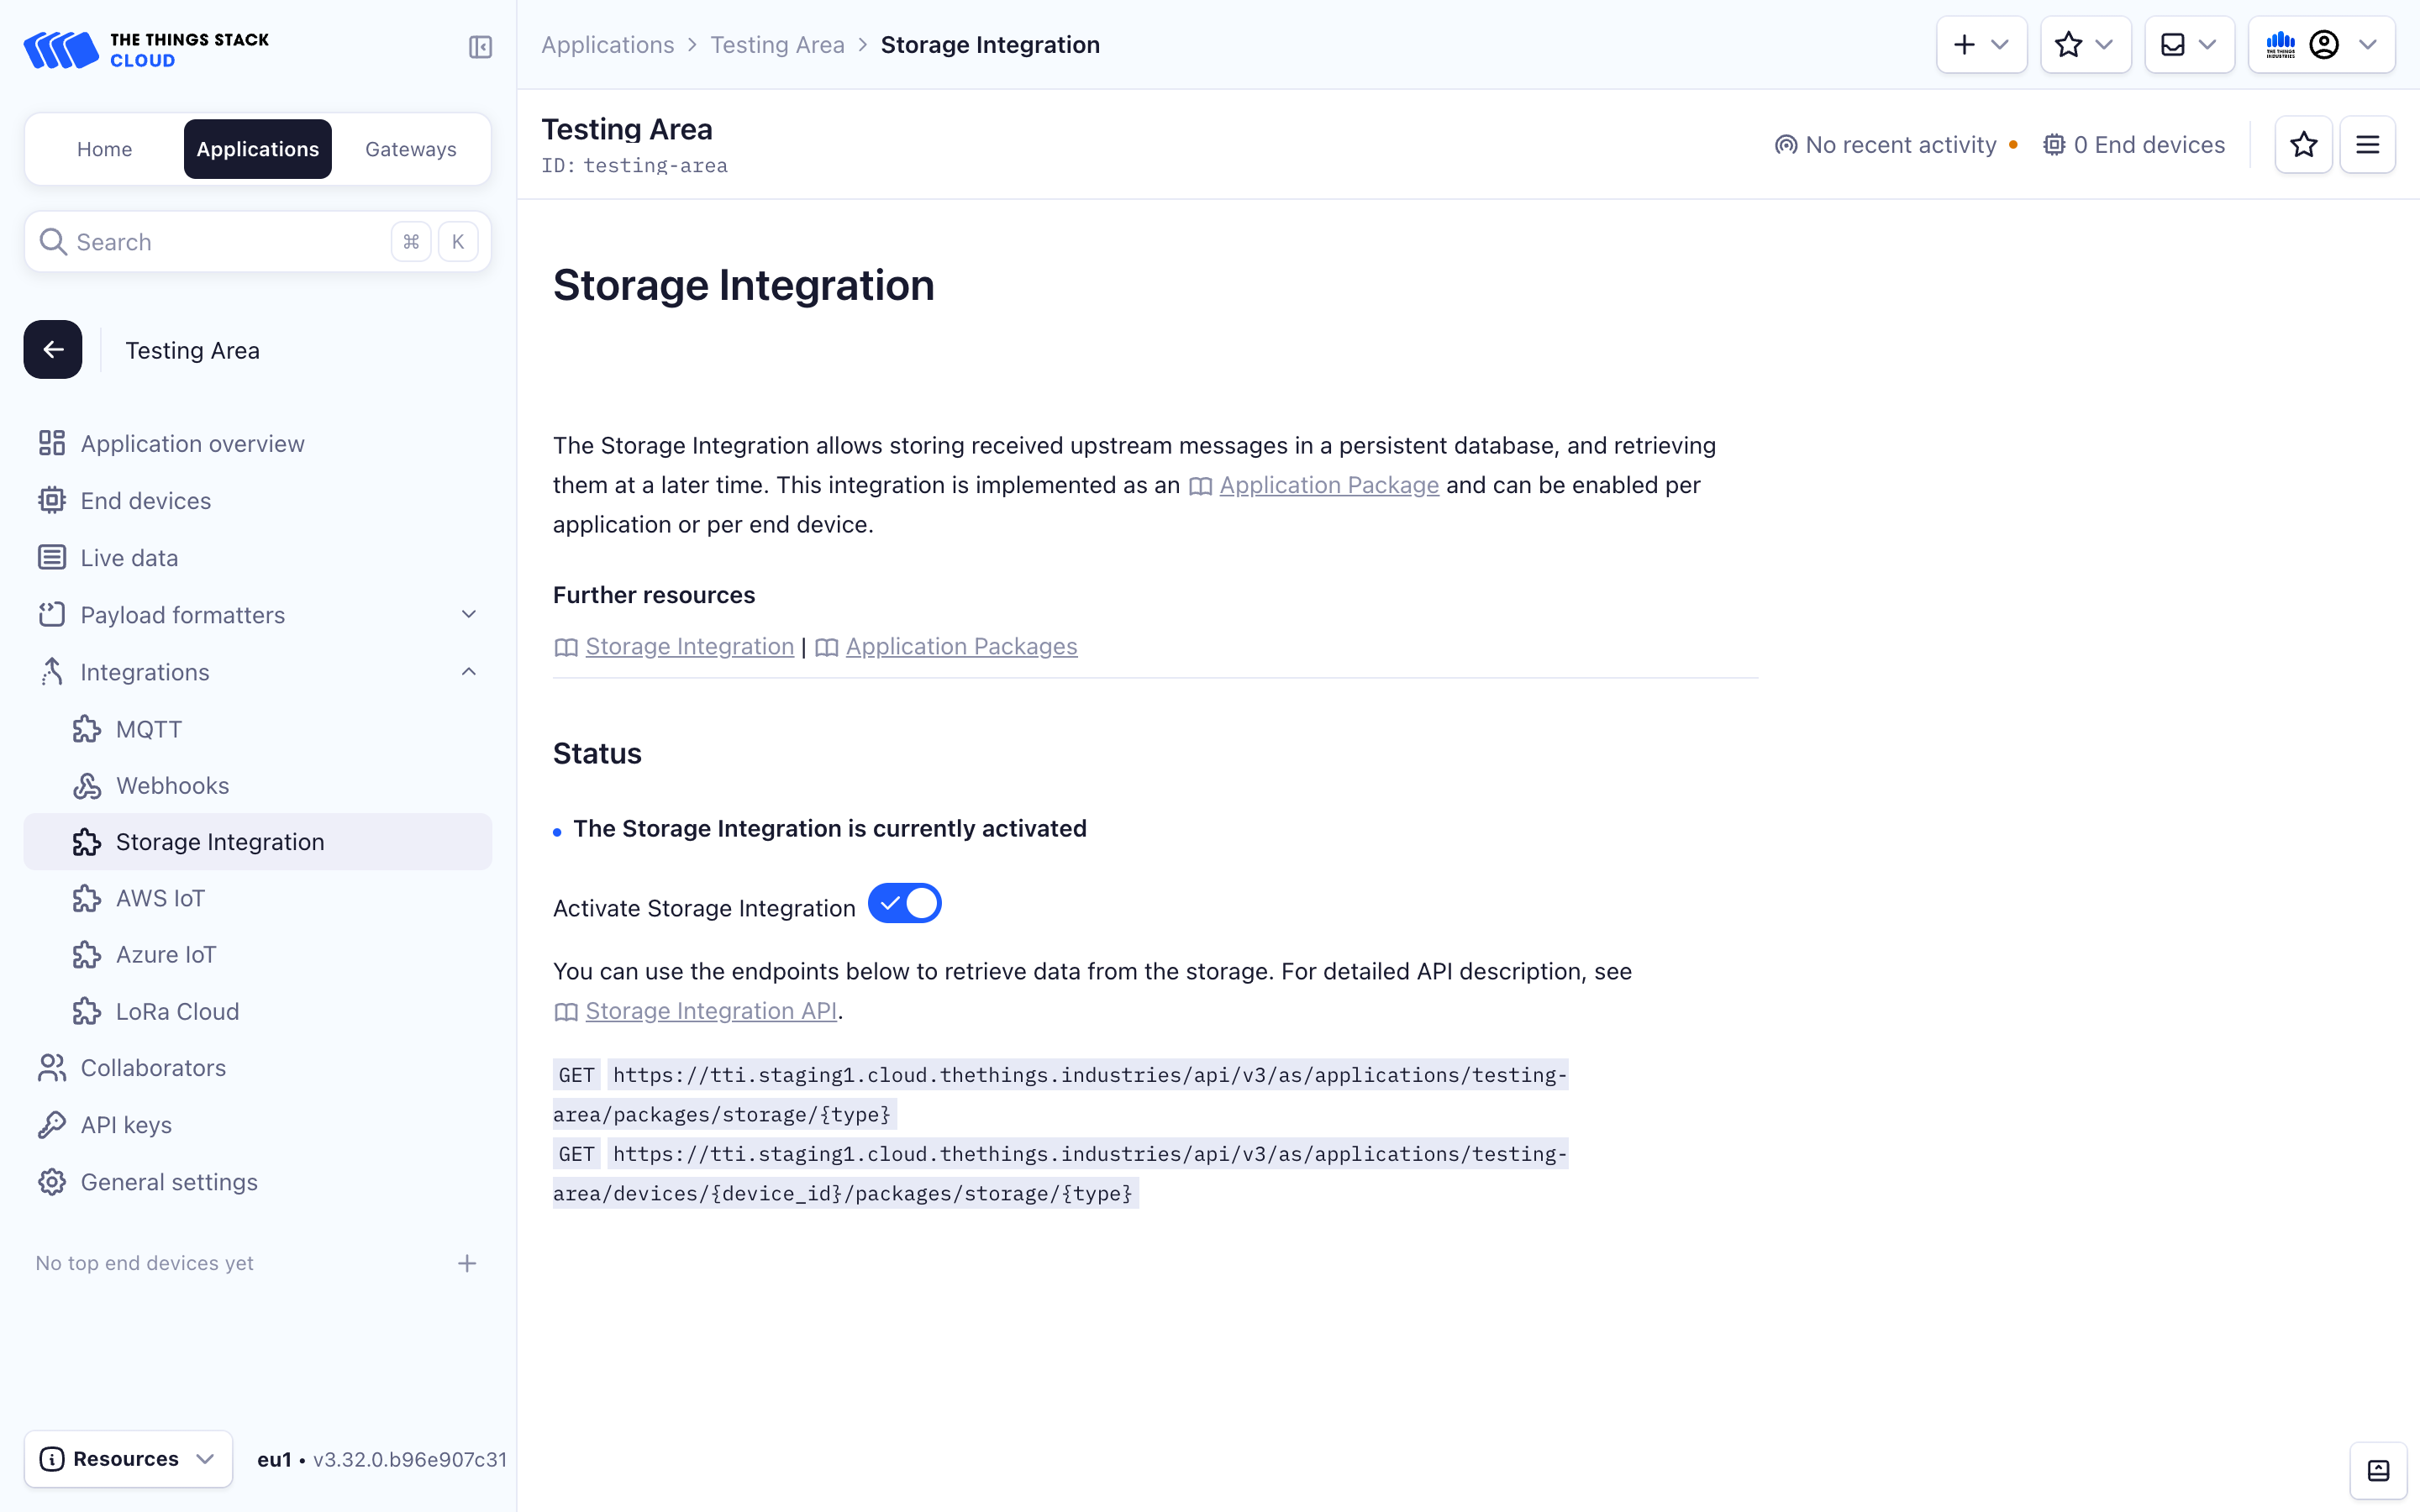 THE THINGS STACK
CLOUD
Home
Applications
Gateways
Search
⌘
K
Testing Area
Application overview
End devices
Live data
Payload formatters
Integrations
MQTT
Webhooks
Storage Integration
AWS IoT
Azure IoT
LoRa Cloud
Collaborators
API keys
General settings
No top end devices yet
Resources
eu1 • v3.32.0.b96e907c31
Applications > Testing Area > Storage Integration
THE THINGS
INDUSTRIES
Testing Area
ID: testing-area
No recent activity
0 End devices
Storage Integration
The Storage Integration allows storing received upstream messages in a persistent database, and retrieving
them at a later time. This integration is implemented as an Application Package and can be enabled per
application or per end device.
Further resources
Storage Integration | Application Packages
Status
The Storage Integration is currently activated
Activate Storage Integration
You can use the endpoints below to retrieve data from the storage. For detailed API description, see
Storage Integration API.
GET https://tti.staging1.cloud.thethings.industries/api/v3/as/applications/testing-
area/packages/storage/{type}
GET https://tti.staging1.cloud.thethings.industries/api/v3/as/applications/testing-
area/devices/{device_id}/packages/storage/{type}